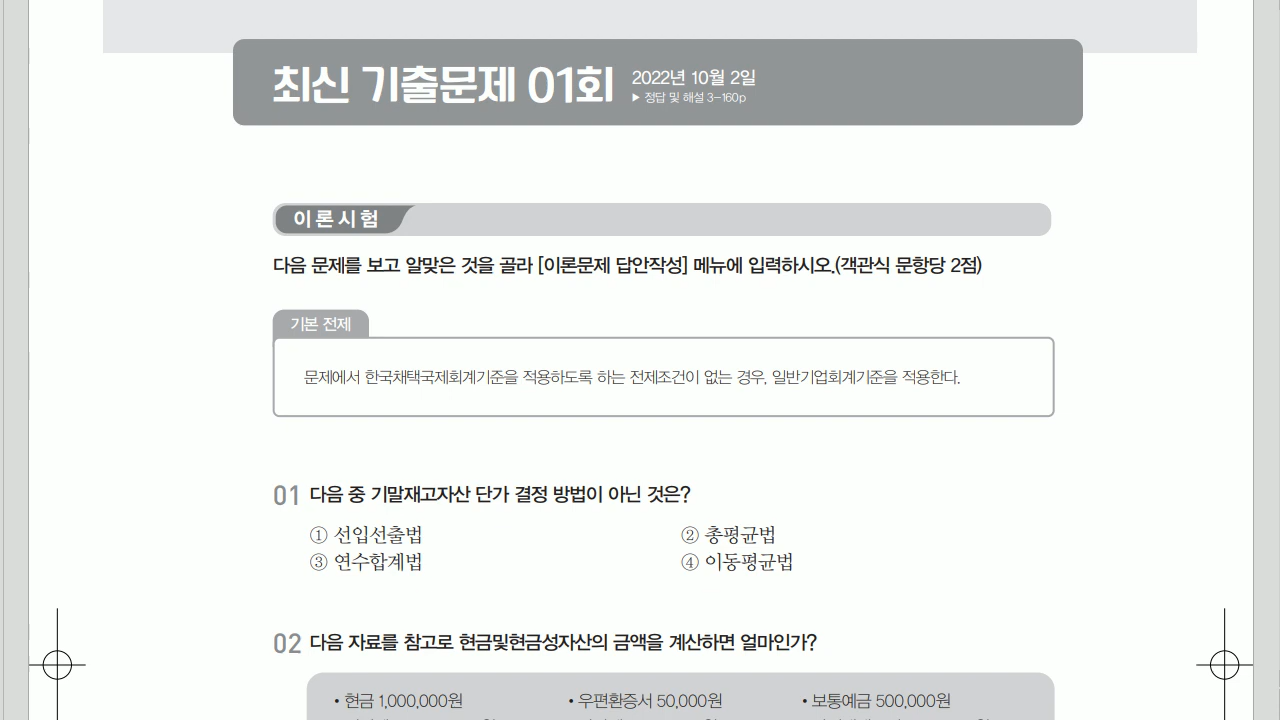 최신 기출문제 01회
2022년 10월 2일
▶ 정답 및 해설 3-160p
이론시험
다음 문제를 보고 알맞은 것을 골라 [이론문제 답안작성] 메뉴에 입력하시오.(객관식 문항당 2점)
기본 전제
문제에서 한국채택국제회계기준을 적용하도록 하는 전제조건이 없는 경우, 일반기업회계기준을 적용한다.
01 다음 중 기말재고자산 단가 결정 방법이 아닌 것은?
① 선입선출법 ② 총평균법
③ 연수합계법 ④ 이동평균법
02 다음 자료를 참고로 현금및현금성자산의 금액을 계산하면 얼마인가?
• 현금 1,000,000원 • 우편환증서 50,000원 • 보통예금 500,000원